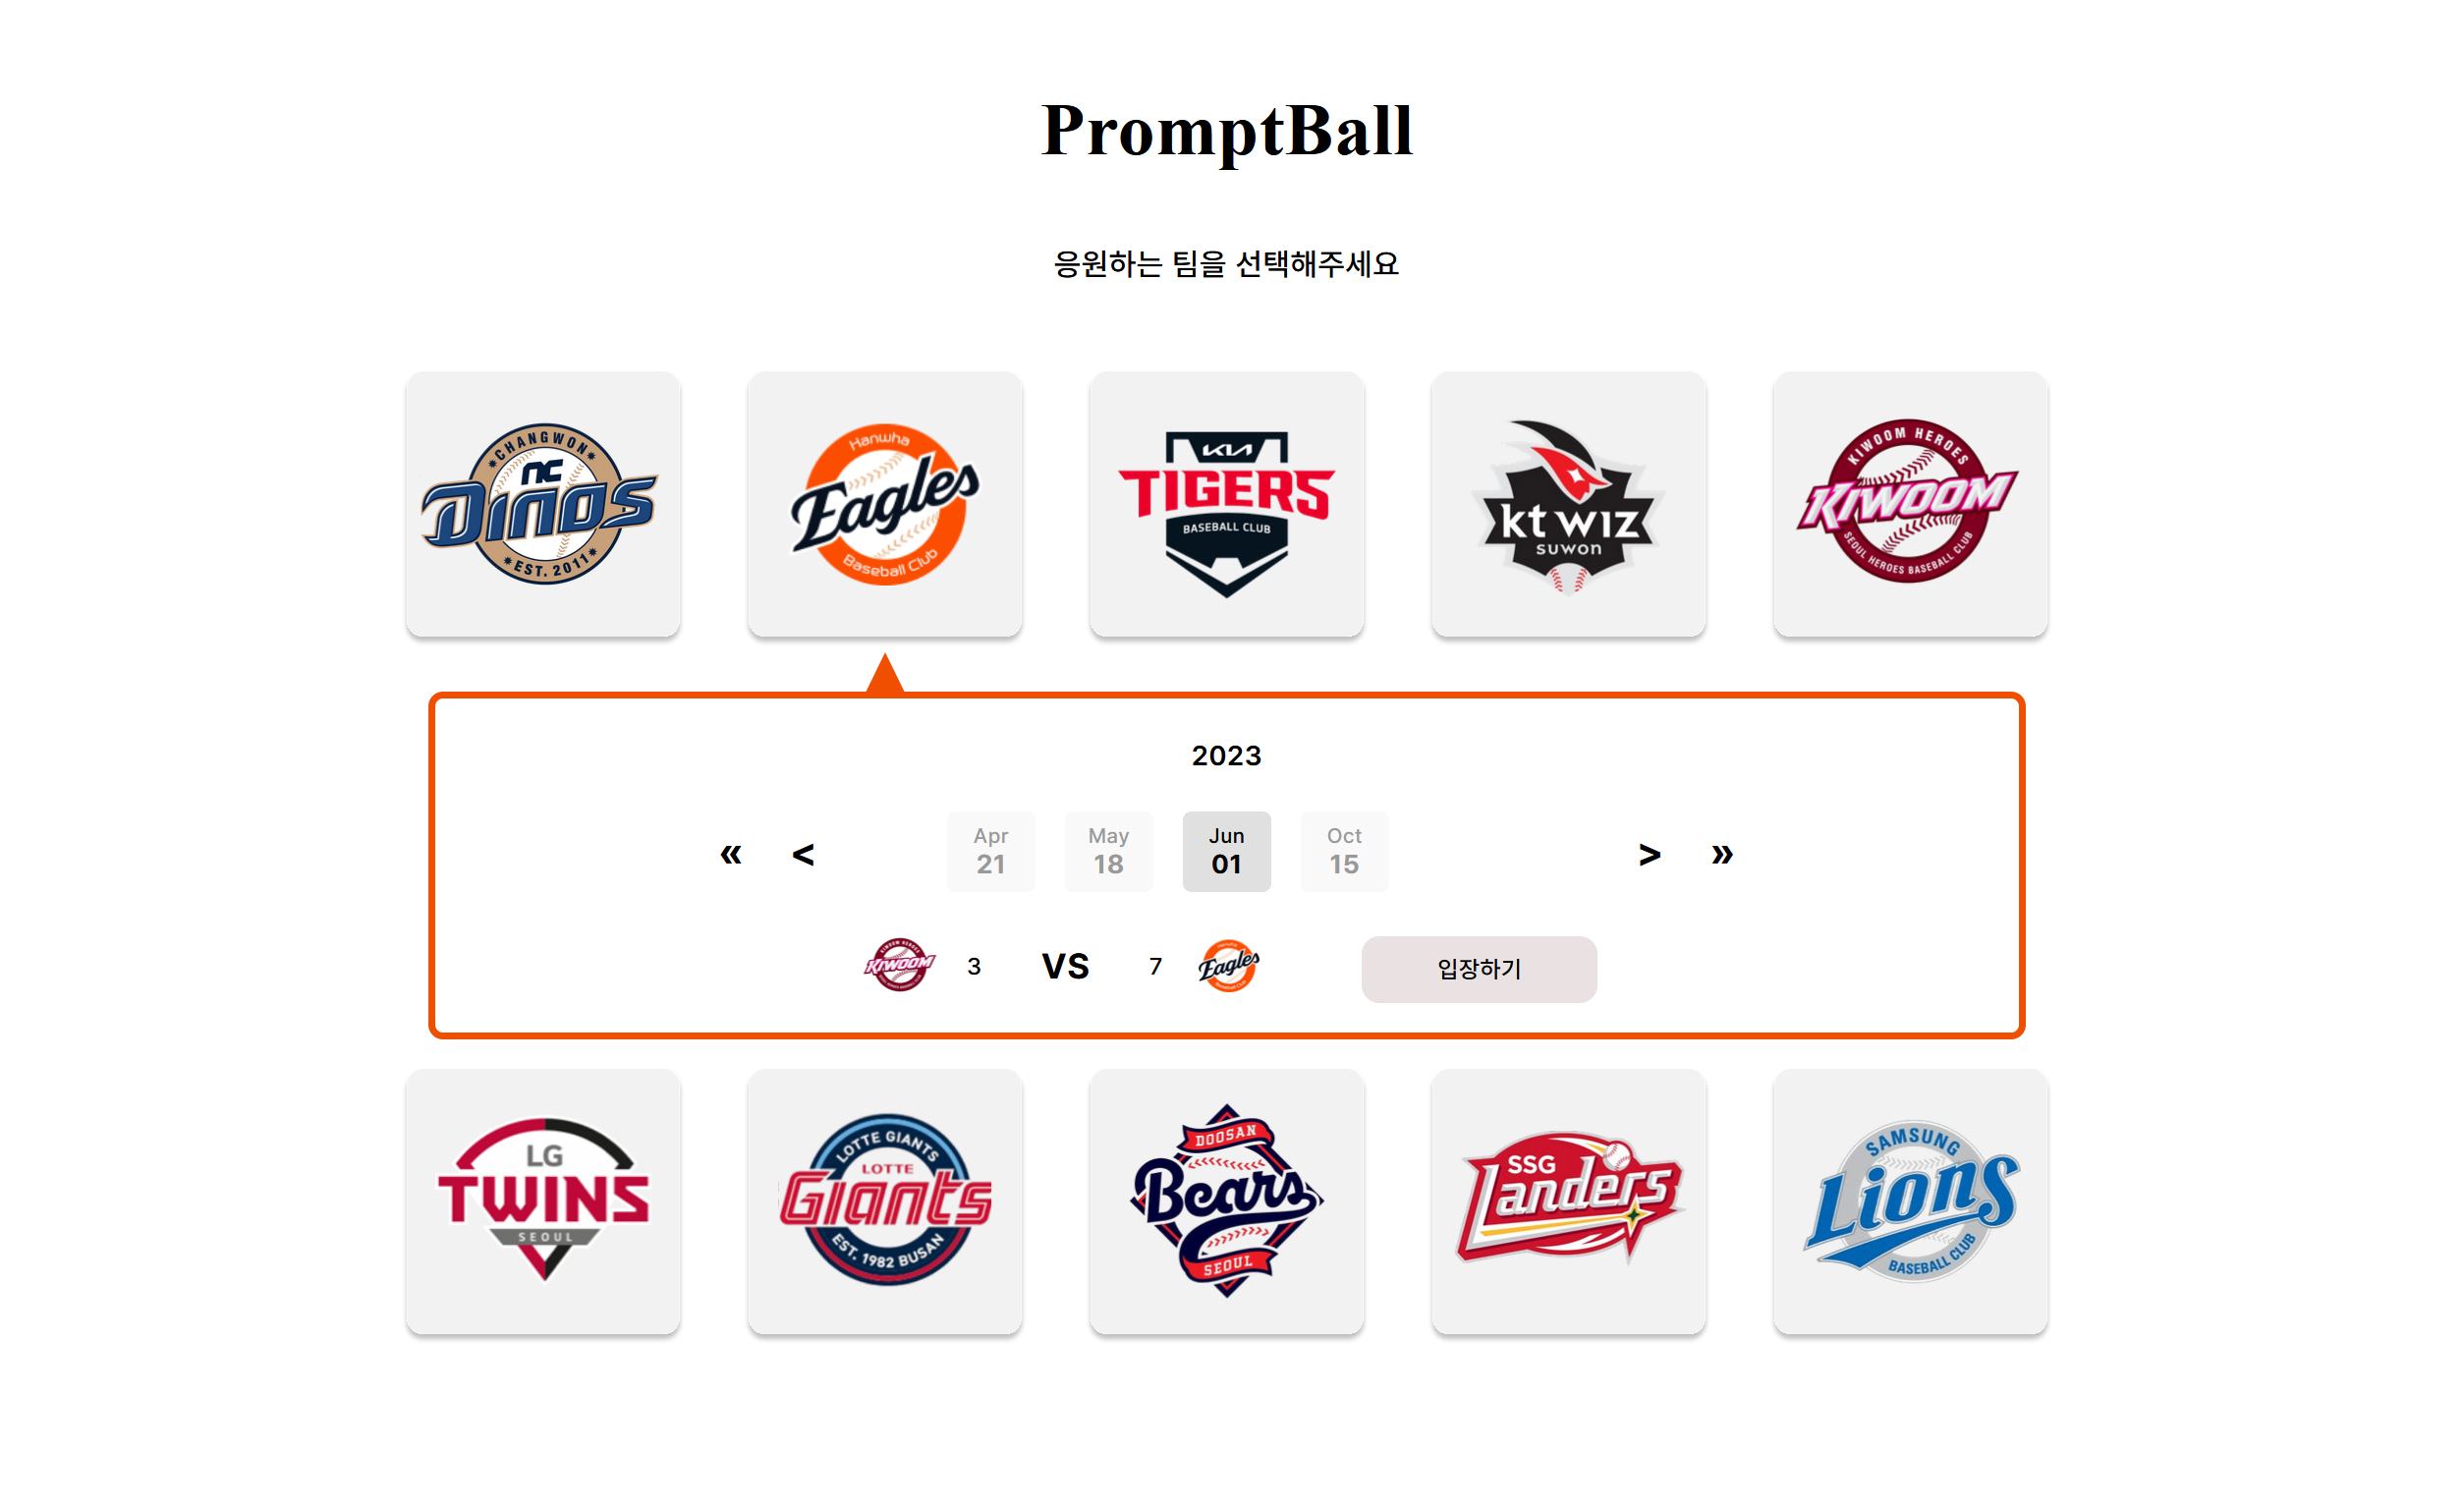 PromptBall
응원하는 팀을 선택해주세요
CHANGWON
NC
Dinos
EST. 2011
Hanwha
Eagles
Baseball Club
KIA
TIGERS
BASEBALL CLUB
kt wiz
suwon
KIWOOM HEROES
KIWOOM
SEOUL HEROES BASEBALL CLUB
2023
« < Apr 21 May 18 Jun 01 Oct 15 > »
KIWOOM 3 VS 7 Eagles 입장하기
LG
TWINS
SEOUL
LOTTE GIANTS
LOTTE
Giants
EST. 1982 BUSAN
DOOSAN
Bears
SEOUL
SSG
Landers
SAMSUNG
Lions
BASEBALL CLUB